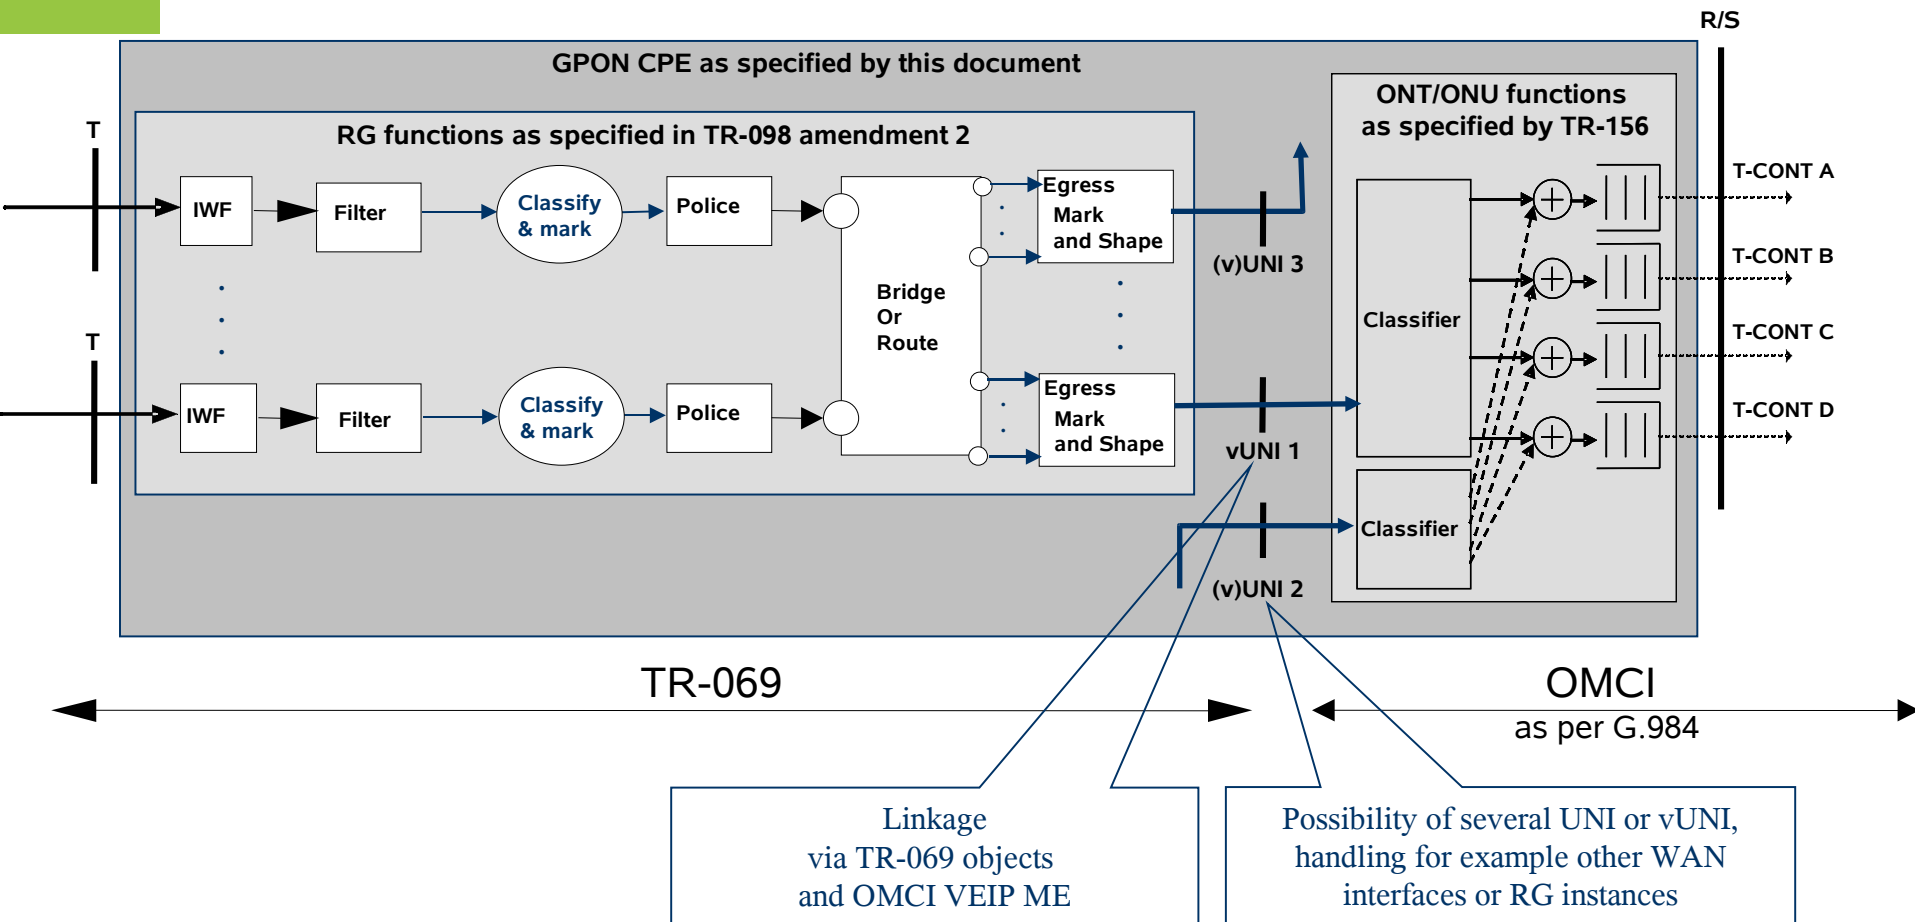 R/S
GPON CPE as specified by this document
ONT/ONU functions
as specified by TR-156
RG functions as specified in TR-098 amendment 2
T
IWF
Filter
Classify
& mark
Police
Egress
Mark
and Shape
(v)UNI 3
T-CONT A
T-CONT B
Bridge
Or
Route
Classifier
T-CONT C
T
IWF
Filter
Classify
& mark
Police
Egress
Mark
and Shape
vUNI 1
T-CONT D
Classifier
(v)UNI 2
TR-069
OMCI
as per G.984
Linkage
via TR-069 objects
and OMCI VEIP ME
Possibility of several UNI or vUNI,
handling for example other WAN
interfaces or RG instances